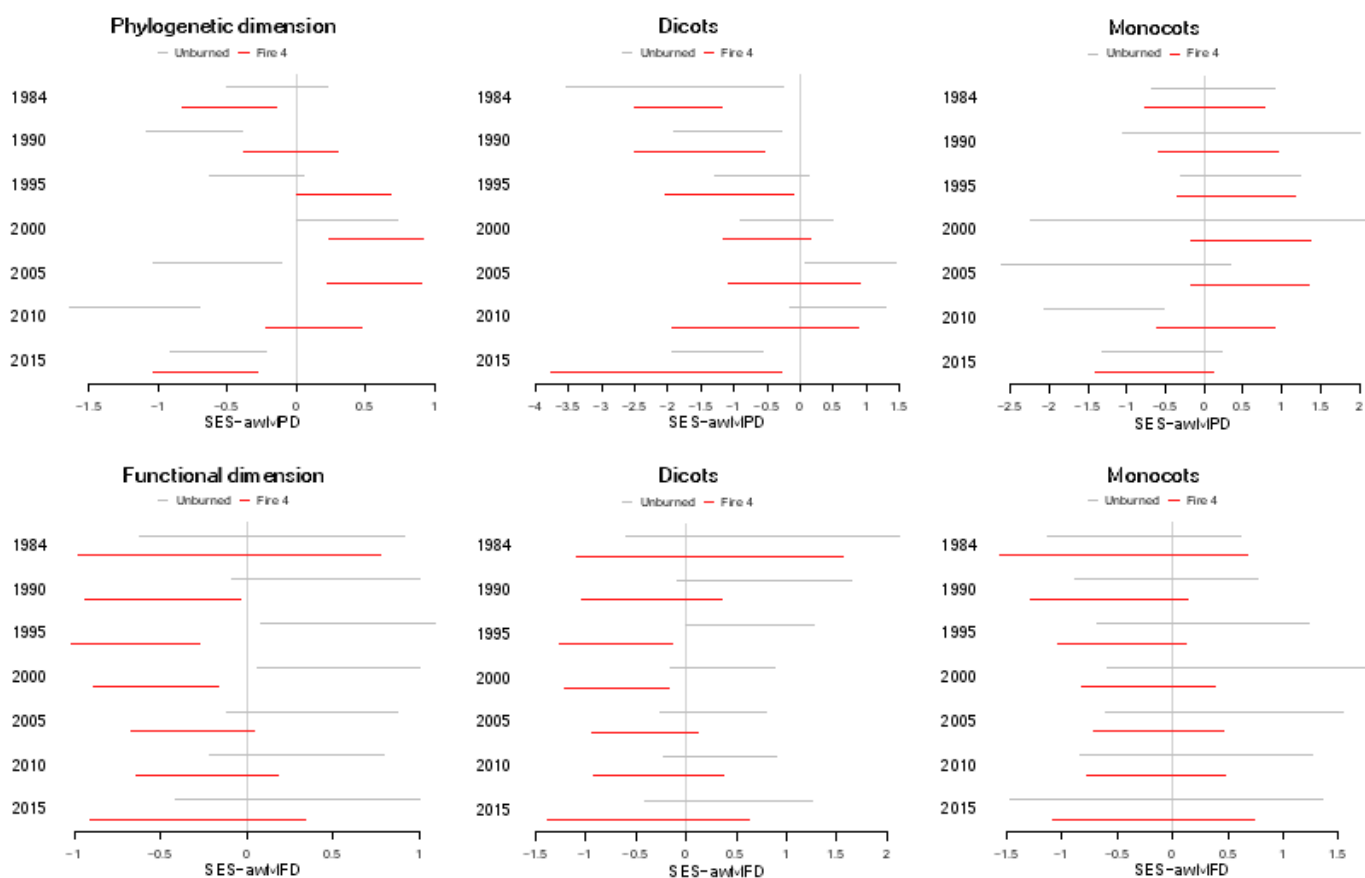 Phylogenetic dimension
Unburned Fire 4
1984
1990
1995
2000
2005
2010
2015
−1.5 −1 −0.5 0 0.5 1
SES-awMPD
Dicots
Unburned Fire 4
1984
1990
1995
2000
2005
2010
2015
−4 −3.5 −3 −2.5 −2 −1.5 −1 −0.5 0 0.5 1 1.5
SES-awMPD
Monocots
Unburned Fire 4
1984
1990
1995
2000
2005
2010
2015
−2.5 −2 −1.5 −1 −0.5 0 0.5 1 1.5 2
SES-awMPD
Functional dimension
Unburned Fire 4
1984
1990
1995
2000
2005
2010
2015
−1 −0.5 0 0.5 1
SES-awMFD
Dicots
Unburned Fire 4
1984
1990
1995
2000
2005
2010
2015
−1.5 −1 −0.5 0 0.5 1 1.5 2
SES-awMFD
Monocots
Unburned Fire 4
1984
1990
1995
2000
2005
2010
2015
−1.5 −1 −0.5 0 0.5 1 1.5
SES-awMFD